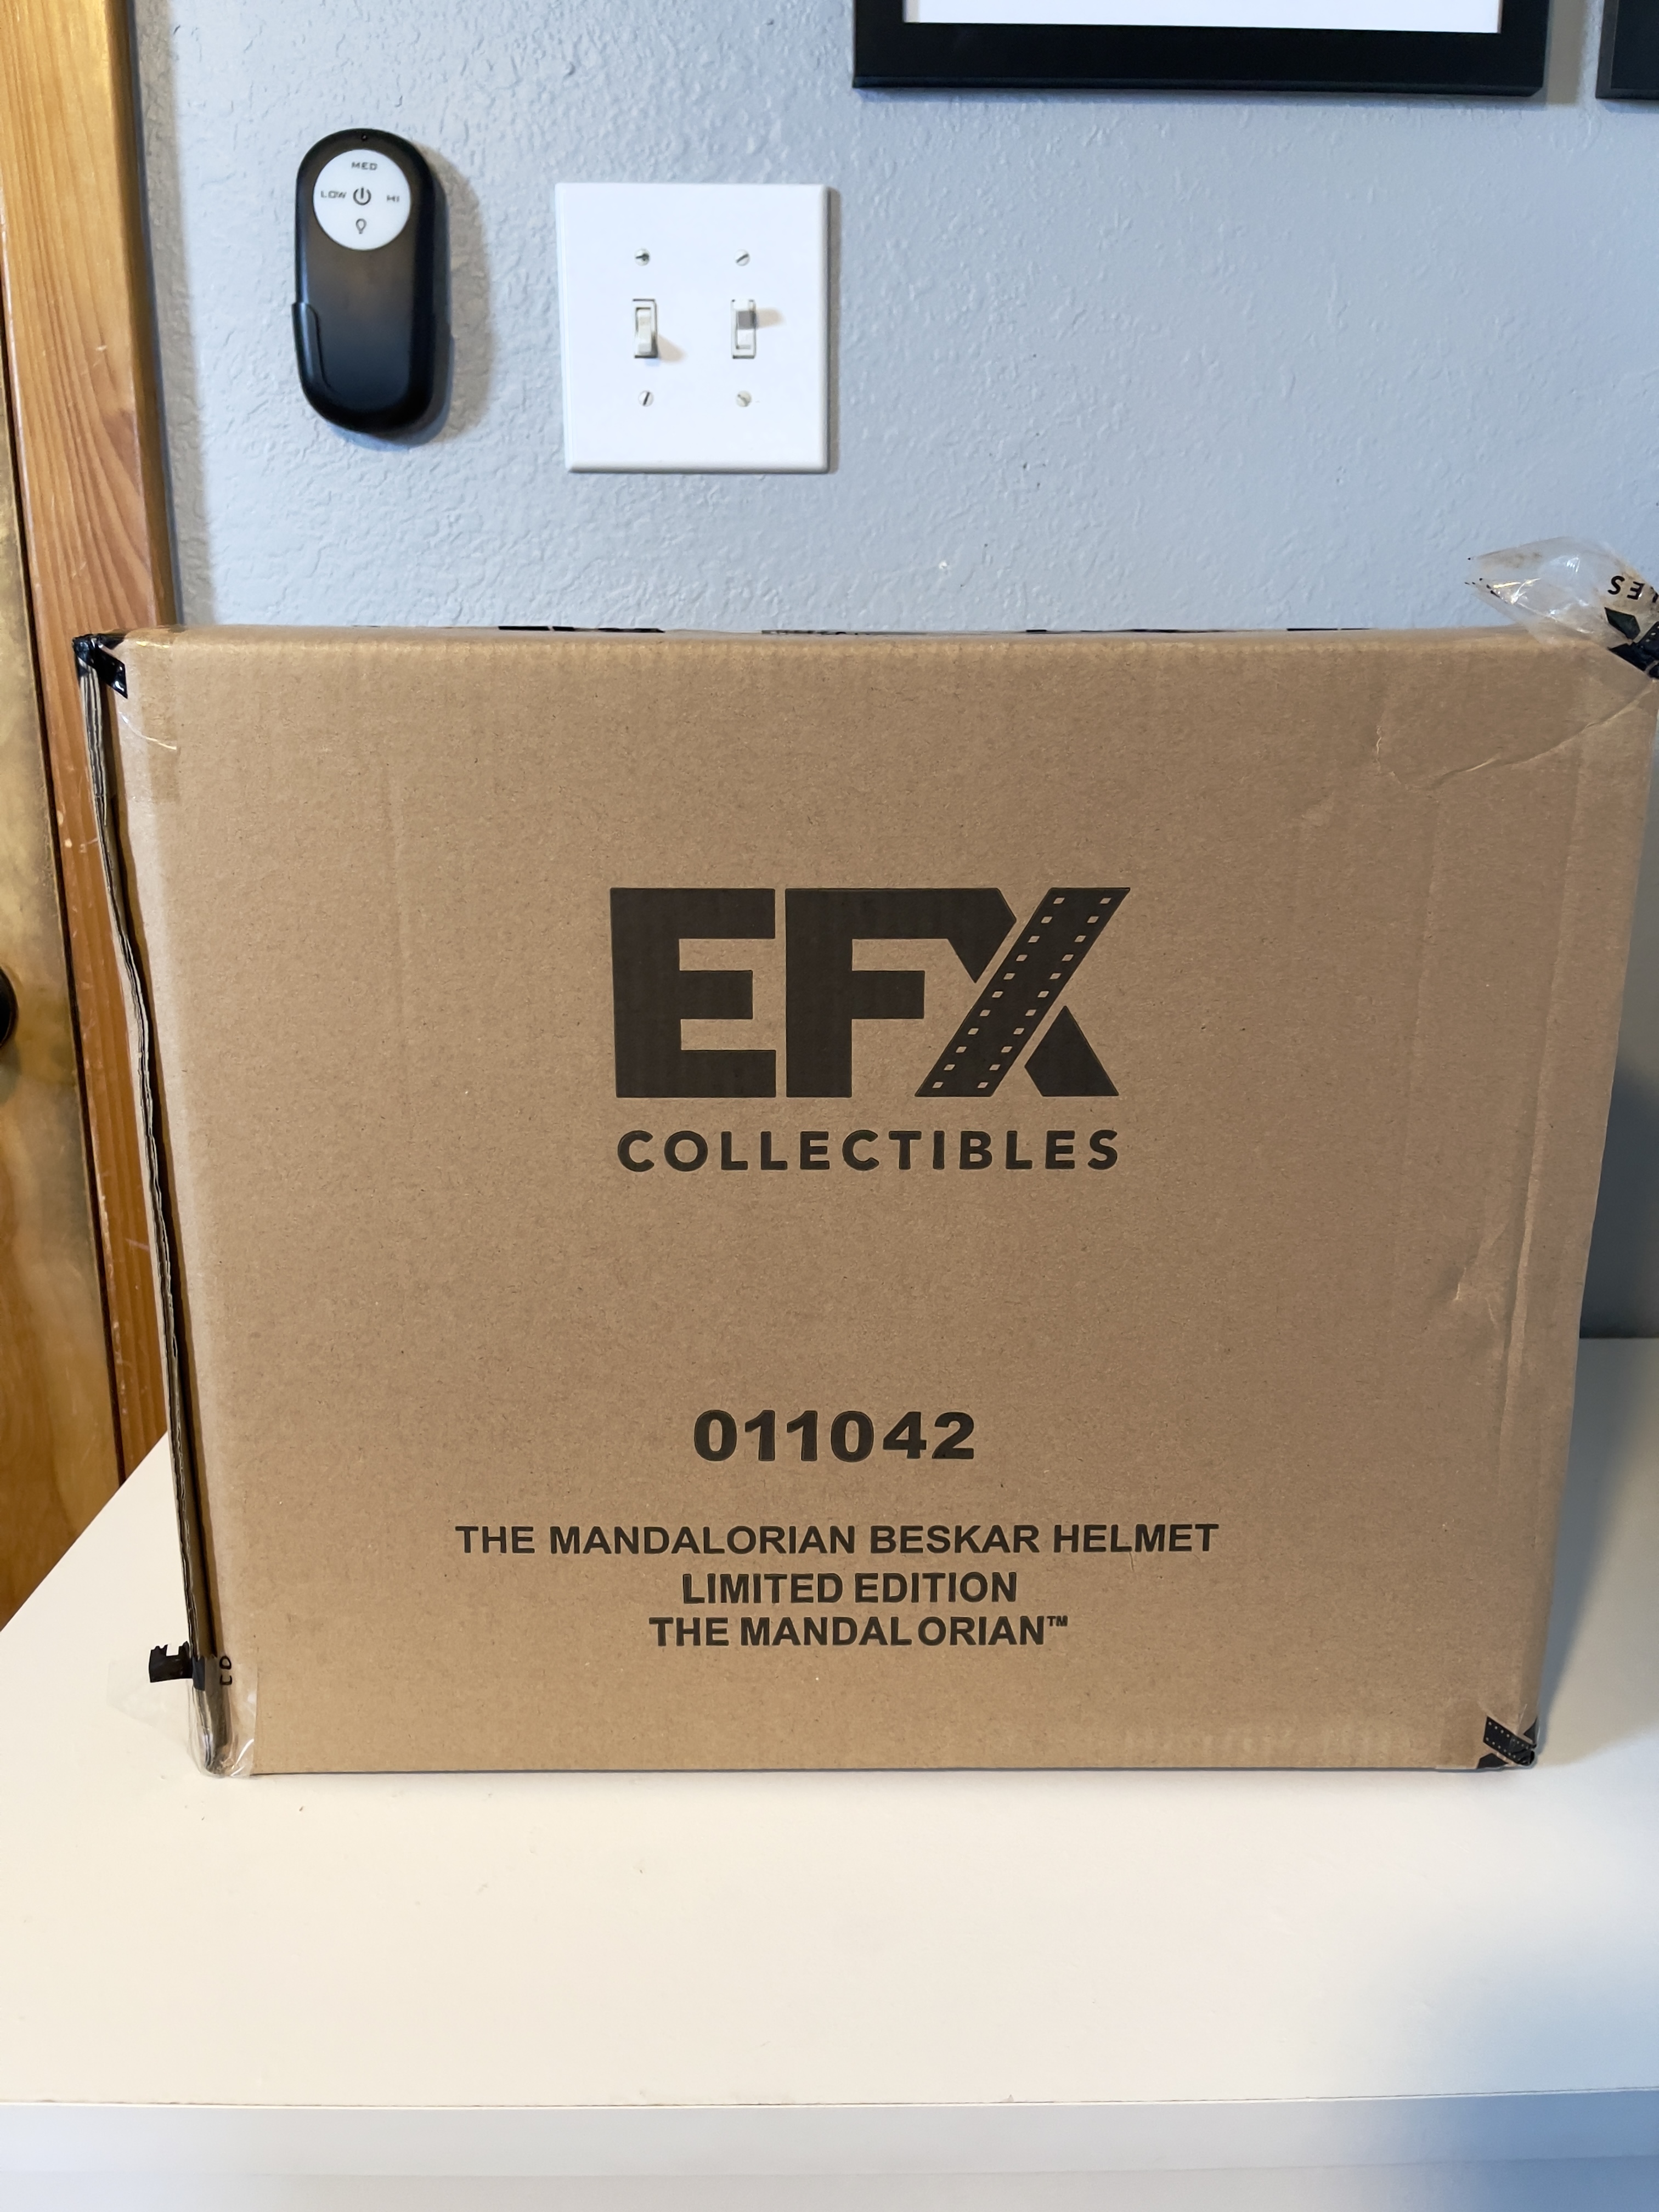 MED
LOW HI
EFX
COLLECTIBLES
011042
THE MANDALORIAN BESKAR HELMET
LIMITED EDITION
THE MANDALORIAN™